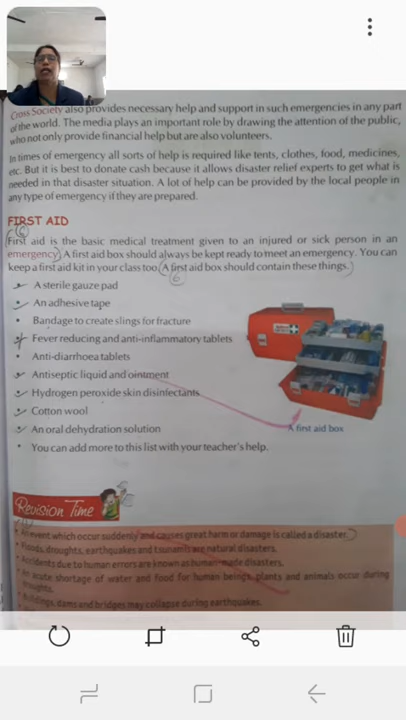 Cross Society also provides necessary help and support in such emergencies in any part
of the world. The media plays an important role by drawing the attention of the public,
who not only provide financial help but are also volunteers.
In times of emergency all sorts of help is required like tents, clothes, food, medicines,
etc. But it is best to donate cash because it allows disaster relief experts to get what is
needed in that disaster situation. A lot of help can be provided by the local people in
any type of emergency if they are prepared.
FIRST AID
First aid is the basic medical treatment given to an injured or sick person in an
emergency. A first aid box should always be kept ready to meet an emergency. You can
keep a first aid kit in your class too. A first aid box should contain these things.
6
• A sterile gauze pad
• An adhesive tape
• Bandage to create slings for fracture
• Fever reducing and anti-inflammatory tablets
• Anti-diarrhoea tablets
• Antiseptic liquid and ointment
• Hydrogen peroxide skin disinfectants
• Cotton wool
• An oral dehydration solution
• You can add more to this list with your teacher's help.
A first aid box
Revision Time
• An event which occur suddenly and causes great harm or damage is called a disaster.
• Floods, droughts, earthquakes and tsunamis are natural disasters.
• Accidents due to human errors are known as human-made disasters.
• An acute shortage of water and food for human beings, plants and animals occur during
droughts.
• Buildings, dams and bridges may collapse during earthquakes.